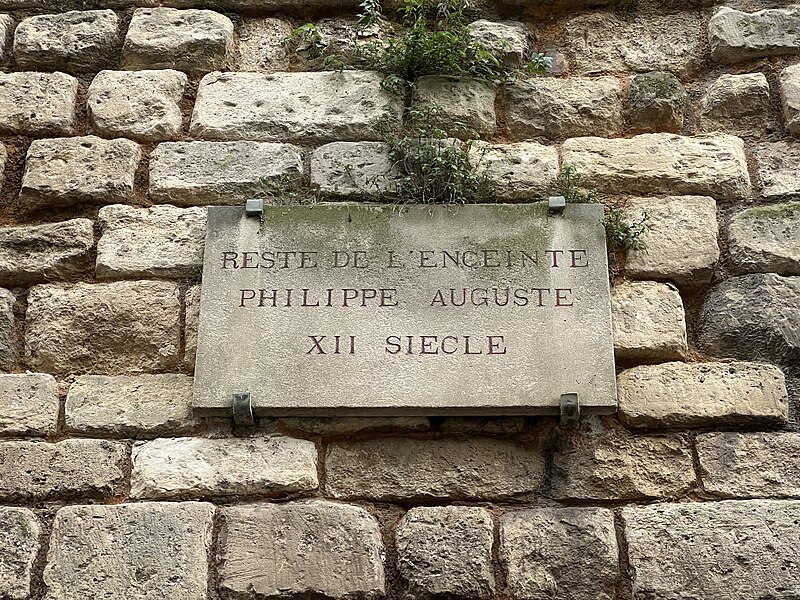 RESTE DE L'ENCEINTE
PHILIPPE AUGUSTE
XII SIECLE